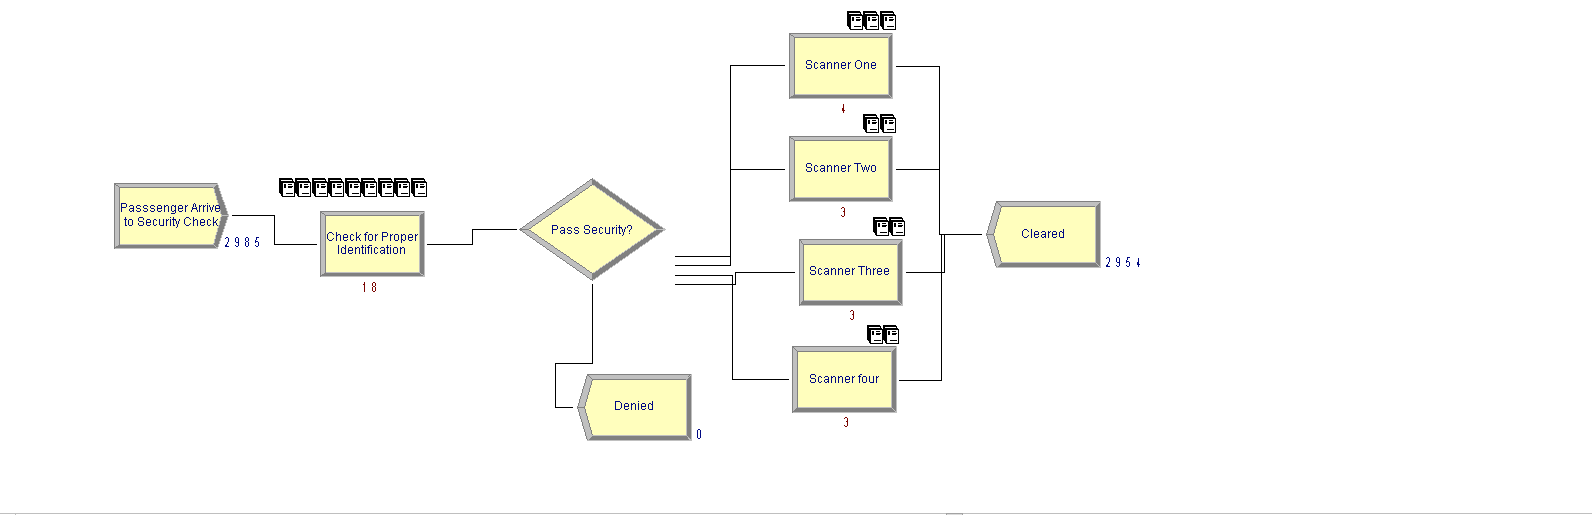 Passsenger Arrive
to Security Check
2985
Check for Proper
Identification
18
Pass Security?
Denied
0
Scanner One
4
Scanner Two
3
Scanner Three
3
Scanner four
3
Cleared
2954